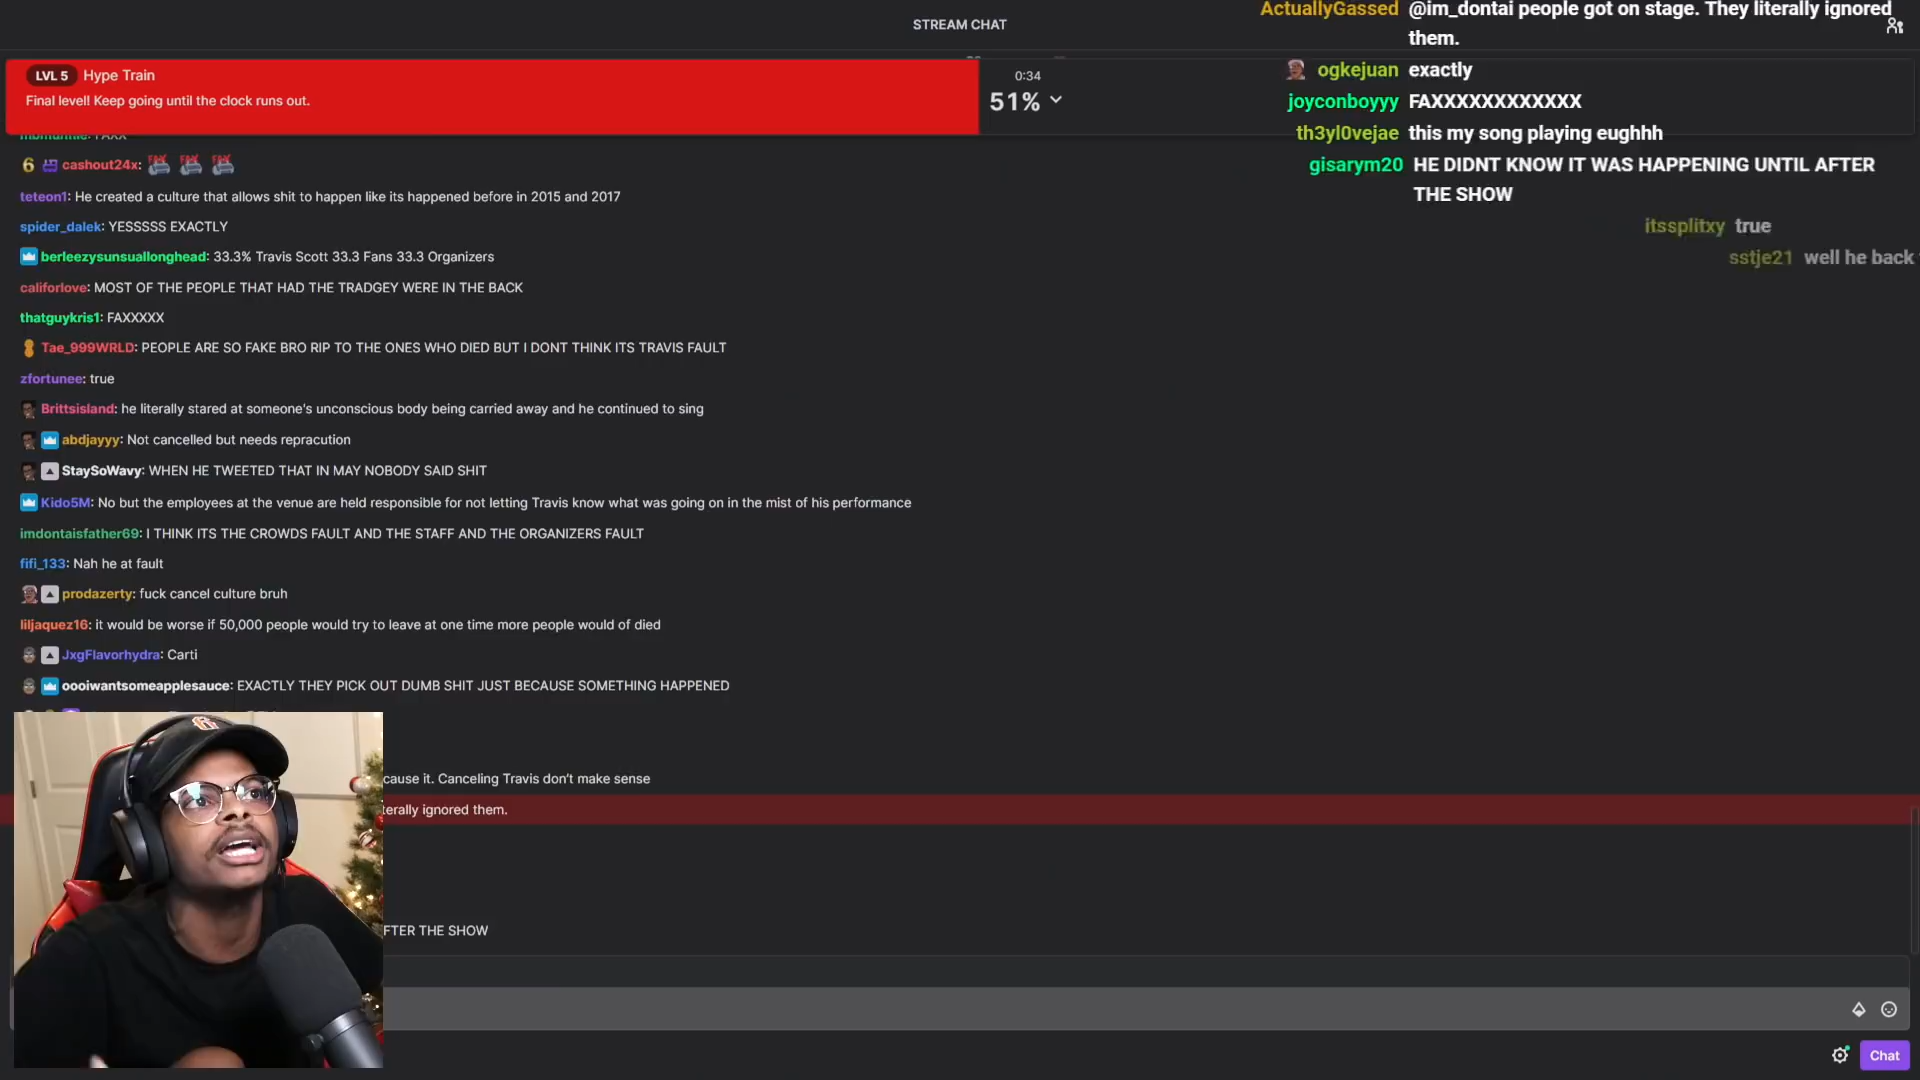 STREAM CHAT
LVL 5 Hype Train
Final level! Keep going until the clock runs out.
0:34
51%
cashout24x:
teteon1: He created a culture that allows shit to happen like its happened before in 2015 and 2017
spider_dalek: YESSSSS EXACTLY
berleezysunsuallonghead: 33.3% Travis Scott 33.3 Fans 33.3 Organizers
califorlove: MOST OF THE PEOPLE THAT HAD THE TRADGEY WERE IN THE BACK
thatguykris1: FAXXXXX
Tae_999WRLD: PEOPLE ARE SO FAKE BRO RIP TO THE ONES WHO DIED BUT I DONT THINK ITS TRAVIS FAULT
zfortunee: true
Brittsisland: he literally stared at someone's unconscious body being carried away and he continued to sing
abdjayyy: Not cancelled but needs repracution
StaySoWavy: WHEN HE TWEETED THAT IN MAY NOBODY SAID SHIT
Kido5M: No but the employees at the venue are held responsible for not letting Travis know what was going on in the mist of his performance
imdontaisfather69: I THINK ITS THE CROWDS FAULT AND THE STAFF AND THE ORGANIZERS FAULT
fifi_133: Nah he at fault
prodazerty: fuck cancel culture bruh
liljaquez16: it would be worse if 50,000 people would try to leave at one time more people would of died
JxgFlavorhydra: Carti
oooiwantsomeapplesauce: EXACTLY THEY PICK OUT DUMB SHIT JUST BECAUSE SOMETHING HAPPENED
cause it. Canceling Travis don't make sense
terally ignored them.
FTER THE SHOW
Chat
ActuallyGassed @im_dontai people got on stage. They literally ignored
them.
ogkejuan exactly
joyconboyyy FAXXXXXXXXXXXX
th3yl0vejae this my song playing eughhh
gisarym20 HE DIDNT KNOW IT WAS HAPPENING UNTIL AFTER
THE SHOW
itssplitxy true
sstje21 well he back